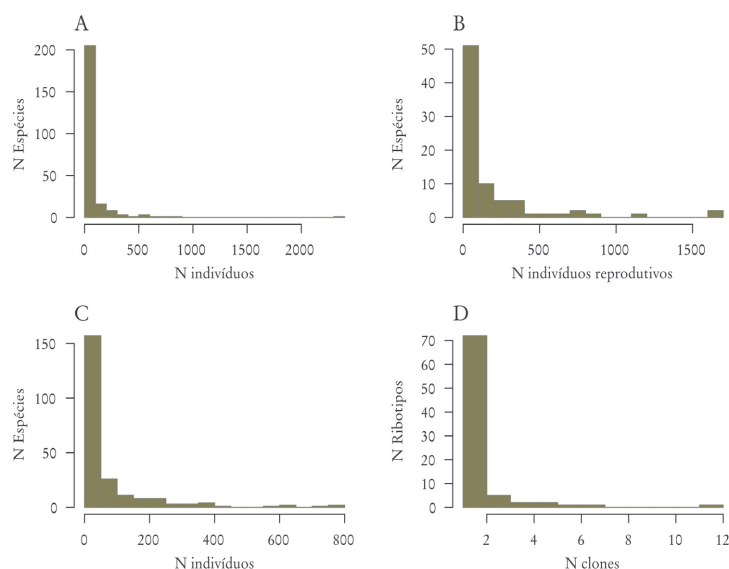 A
200
150
100
50
0
N Espécies
0 500 1000 1500 2000
N indivíduos
B
50
40
30
20
10
0
N Espécies
0 500 1000 1500
N indivíduos reprodutivos
C
150
100
50
0
N Espécies
0 200 400 600 800
N indivíduos
D
70
60
50
40
30
20
10
0
N Ribotipos
2 4 6 8 10 12
N clones